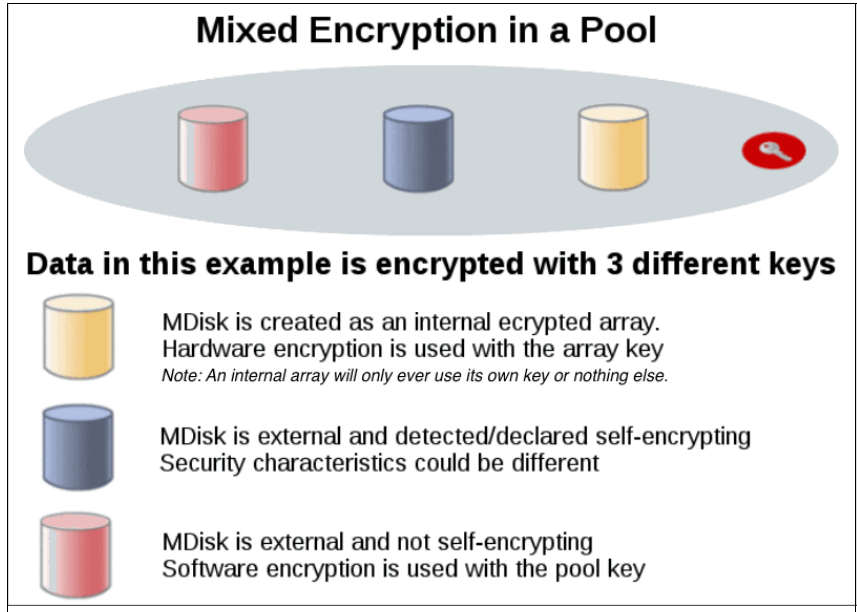 Mixed Encryption in a Pool
Data in this example is encrypted with 3 different keys
MDisk is created as an internal ecrypted array.
Hardware encryption is used with the array key
Note: An internal array will only ever use its own key or nothing else.
MDisk is external and detected/declared self-encrypting
Security characteristics could be different
MDisk is external and not self-encrypting
Software encryption is used with the pool key